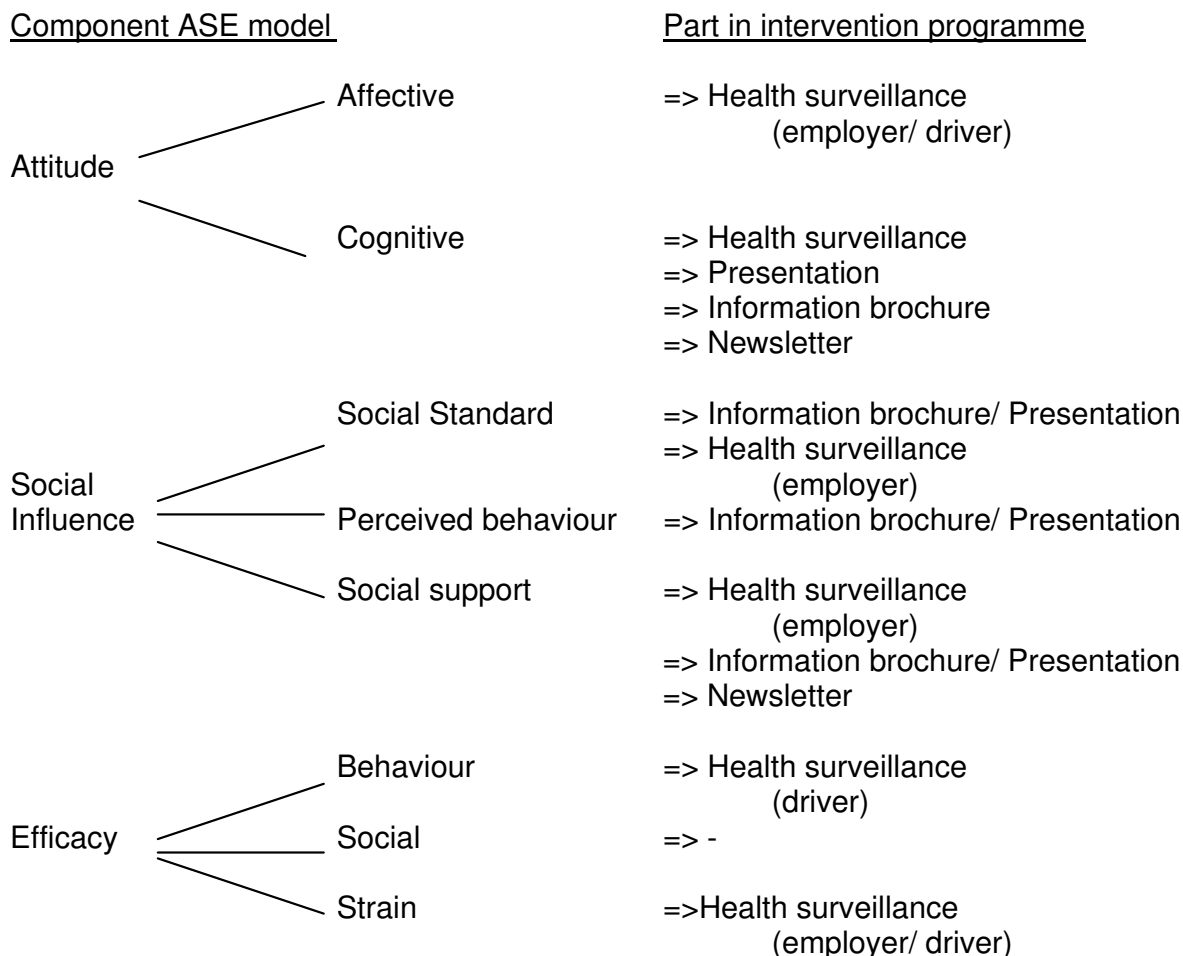 Component ASE model Part in intervention programme
Affective => Health surveillance
(employer/ driver)
Attitude
Cognitive => Health surveillance
=> Presentation
=> Information brochure
=> Newsletter
Social Standard => Information brochure/ Presentation
=> Health surveillance
Social (employer)
Influence Perceived behaviour => Information brochure/ Presentation
Social support => Health surveillance
(employer)
=> Information brochure/ Presentation
=> Newsletter
Behaviour => Health surveillance
(driver)
Efficacy Social => -
Strain =>Health surveillance
(employer/ driver)